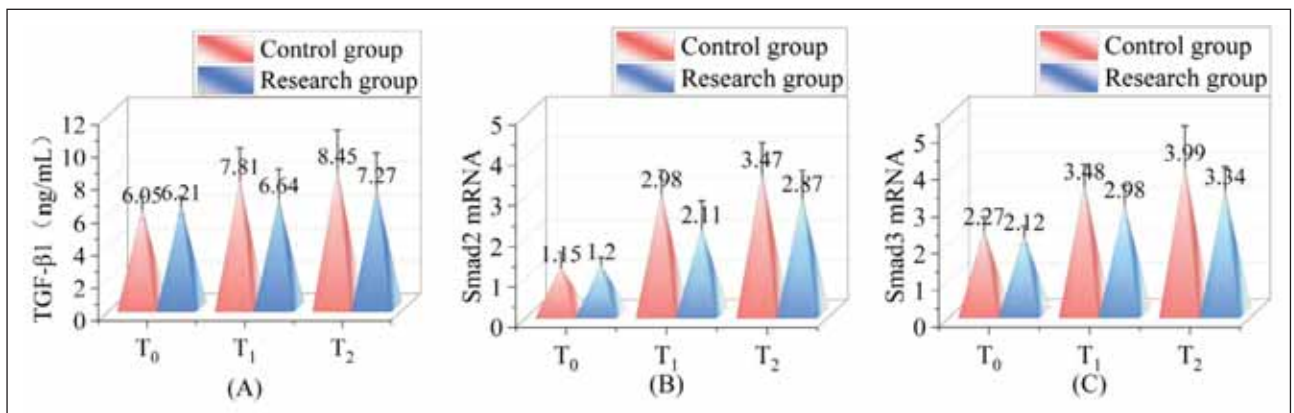 Control group
Research group
12
10
8
6
4
2
0
TGF-β1 (ng/mL)
6.05
6.21
7.81
6.64
8.45
7.27
T0
T1
T2
(A)
Control group
Research group
5
4
3
2
1
0
Smad2 mRNA
1.15
1.2
2.98
2.11
3.47
2.87
T0
T1
T2
(B)
Control group
Research group
5
4
3
2
1
0
Smad3 mRNA
2.27
2.12
3.48
2.98
3.99
3.34
T0
T1
T2
(C)